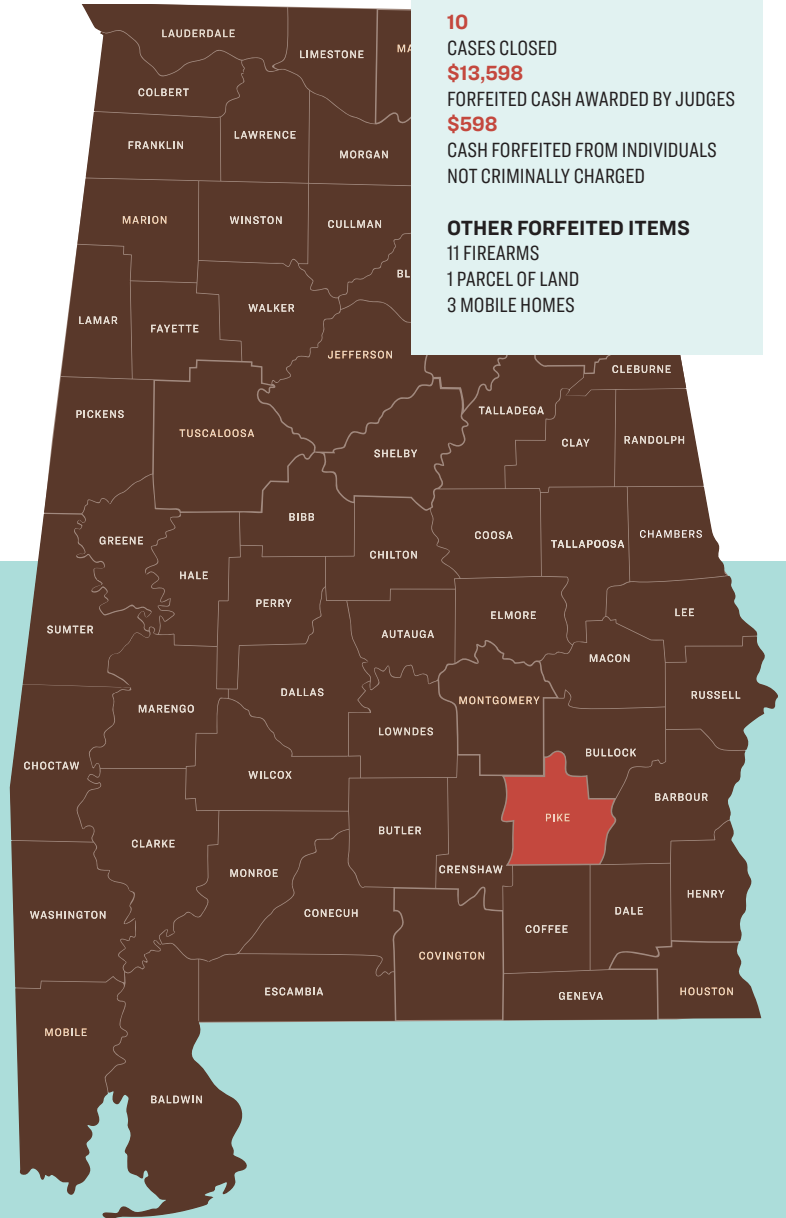 10
CASES CLOSED
$13,598
FORFEITED CASH AWARDED BY JUDGES
$598
CASH FORFEITED FROM INDIVIDUALS
NOT CRIMINALLY CHARGED
OTHER FORFEITED ITEMS
11 FIREARMS
1 PARCEL OF LAND
3 MOBILE HOMES
LAUDERDALE
LIMESTONE
MA
COLBERT
FRANKLIN
LAWRENCE
MORGAN
MARION
WINSTON
CULLMAN
BL
LAMAR
FAYETTE
WALKER
JEFFERSON
CLEBURNE
PICKENS
TUSCALOOSA
TALLADEGA
SHELBY
CLAY
RANDOLPH
GREENE
BIBB
HALE
CHILTON
COOSA
TALLAPOOSA
CHAMBERS
PERRY
SUMTER
AUTAUGA
ELMORE
LEE
MACON
DALLAS
MARENGO
MONTGOMERY
RUSSELL
LOWNDES
CHOCTAW
WILCOX
BULLOCK
BARBOUR
PIKE
CLARKE
BUTLER
MONROE
CRENSHAW
WASHINGTON
CONECUH
COFFEE
DALE
HENRY
COVINGTON
ESCAMBIA
GENEVA
HOUSTON
MOBILE
BALDWIN